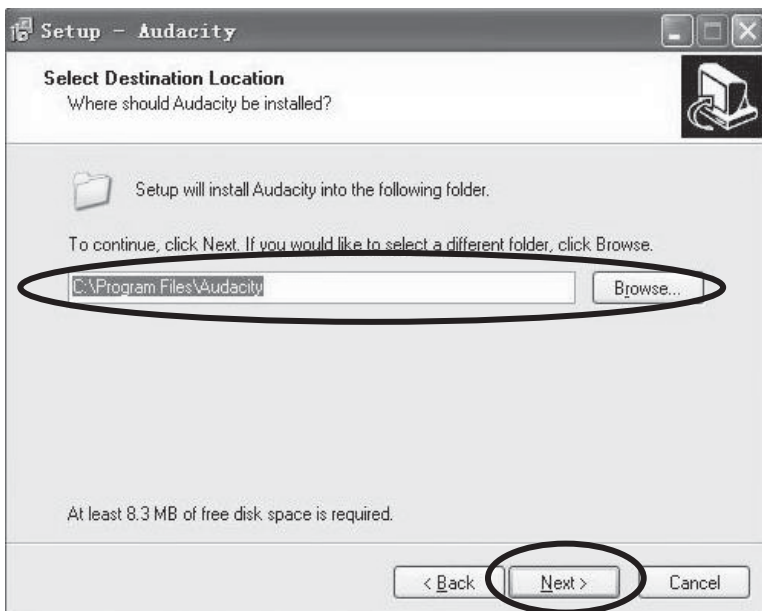 Setup - Audacity
Select Destination Location
Where should Audacity be installed?
Setup will install Audacity into the following folder.
To continue, click Next. If you would like to select a different folder, click Browse.
C:\Program Files\Audacity
Browse...
At least 8.3 MB of free disk space is required.
< Back
Next >
Cancel